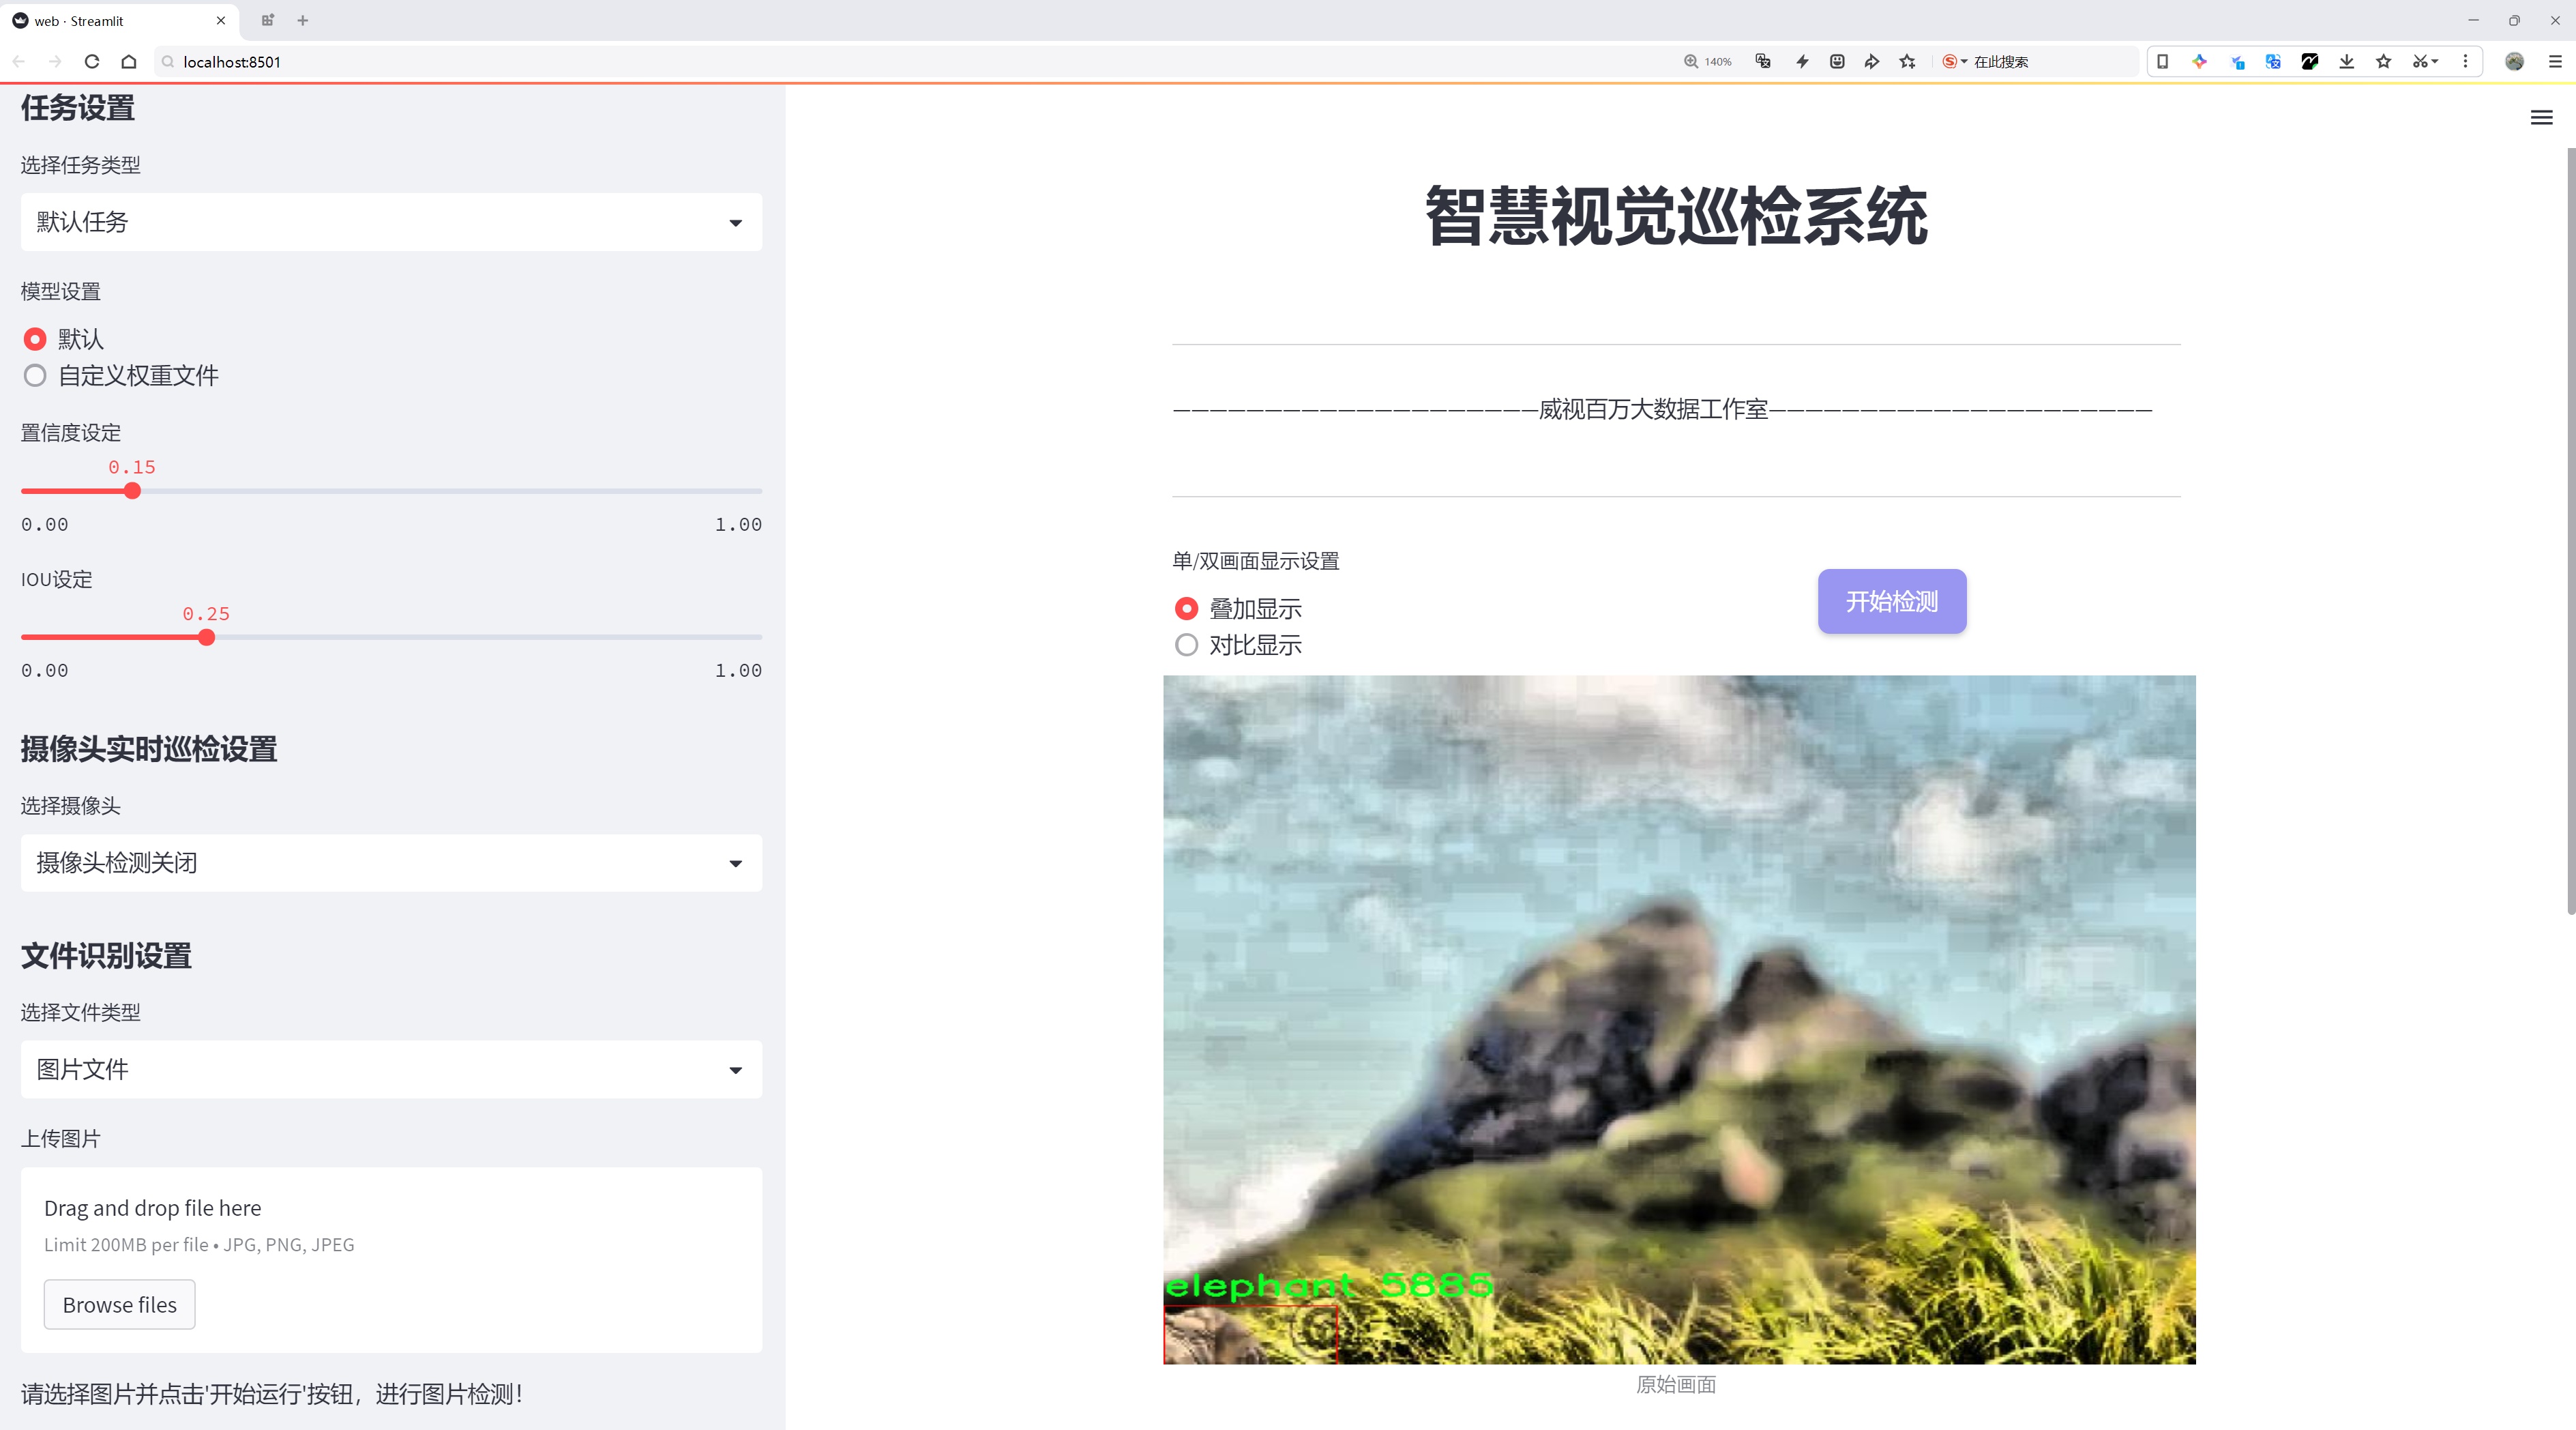 web · Streamlit
localhost:8501
140%
在此搜索
任务设置
选择任务类型
默认任务
模型设置
默认
自定义权重文件
置信度设定
0.15
0.00
1.00
IOU设定
0.25
0.00
1.00
摄像头实时巡检设置
选择摄像头
摄像头检测关闭
文件识别设置
选择文件类型
图片文件
上传图片
Drag and drop file here
Limit 200MB per file • JPG, PNG, JPEG
Browse files
请选择图片并点击'开始运行'按钮，进行图片检测！
智慧视觉巡检系统
————————————————————威视百万大数据工作室—————————————————————
单/双画面显示设置
叠加显示
对比显示
开始检测
elephant 5885
原始画面